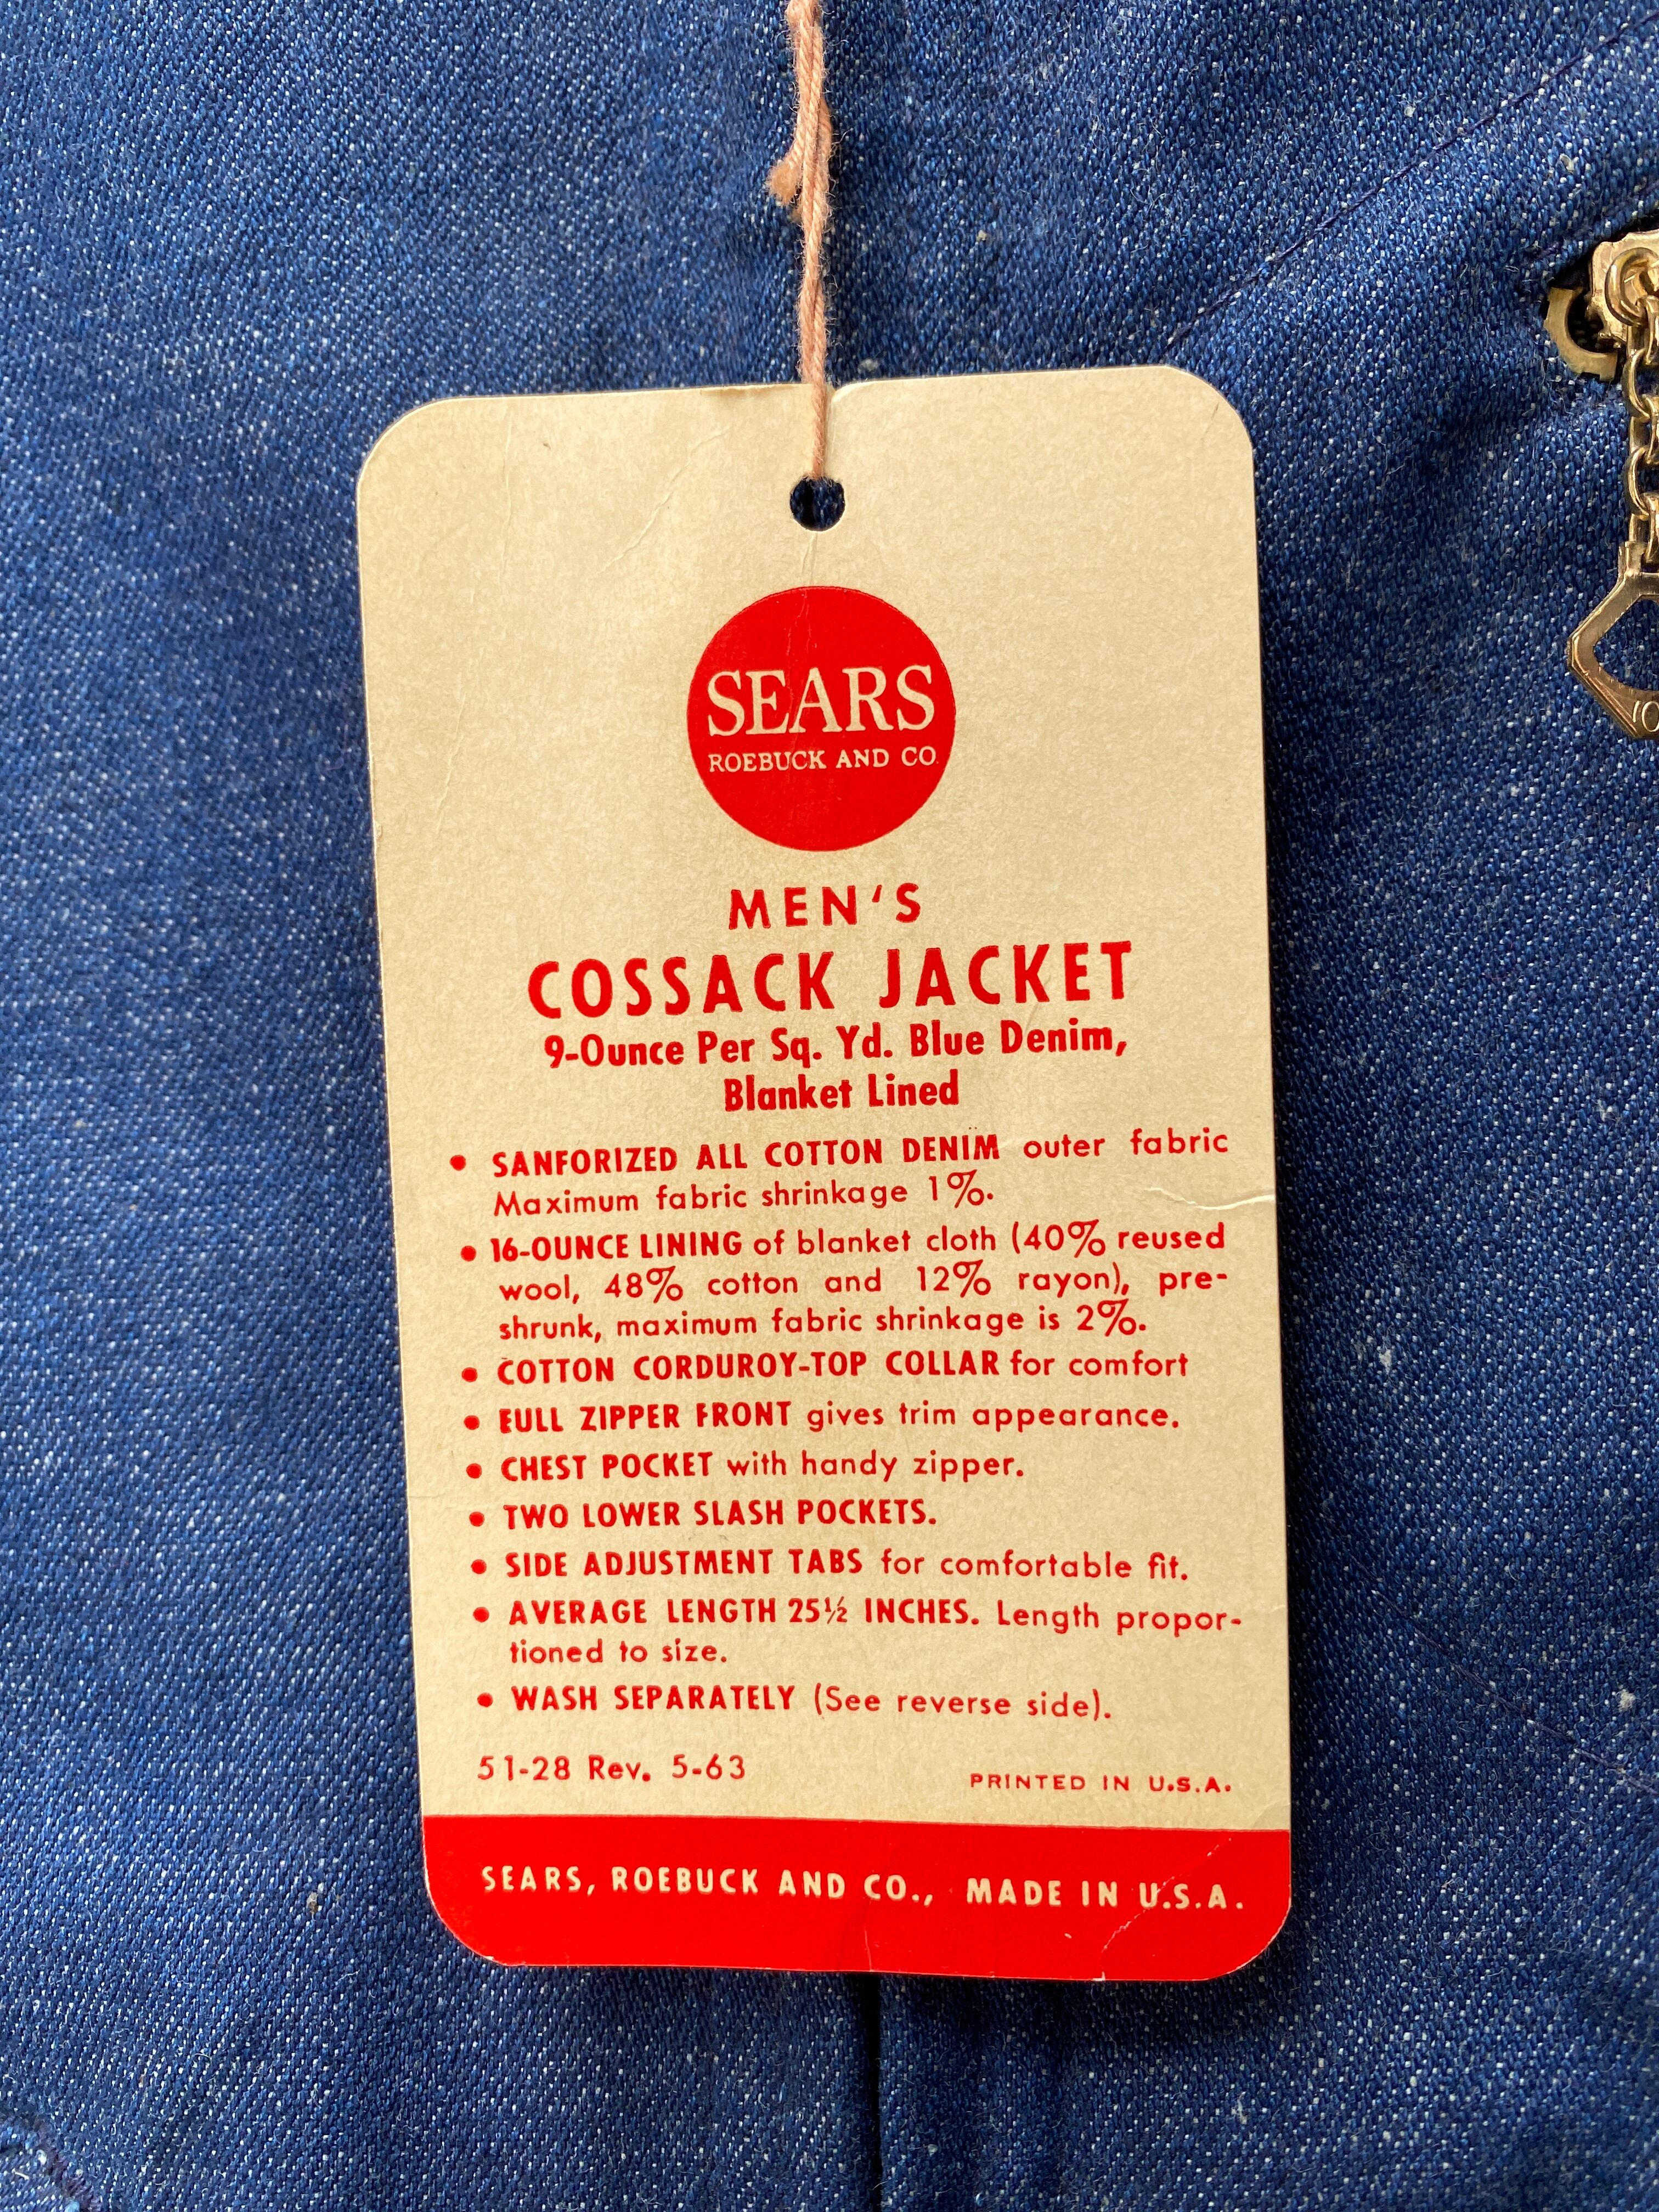 SEARS
ROEBUCK AND CO.
MEN'S
COSSACK JACKET
9-Ounce Per Sq. Yd. Blue Denim,
Blanket Lined
• SANFORIZED ALL COTTON DENIM outer fabric
Maximum fabric shrinkage 1%.
• 16-OUNCE LINING of blanket cloth (40% reused
wool, 48% cotton and 12% rayon), pre-
shrunk, maximum fabric shrinkage is 2%.
• COTTON CORDUROY-TOP COLLAR for comfort
• FULL ZIPPER FRONT gives trim appearance.
• CHEST POCKET with handy zipper.
• TWO LOWER SLASH POCKETS.
• SIDE ADJUSTMENT TABS for comfortable fit.
• AVERAGE LENGTH 25½ INCHES. Length propor-
tioned to size.
• WASH SEPARATELY (See reverse side).
51-28 Rev. 5-63 PRINTED IN U.S.A.
SEARS, ROEBUCK AND CO., MADE IN U.S.A.